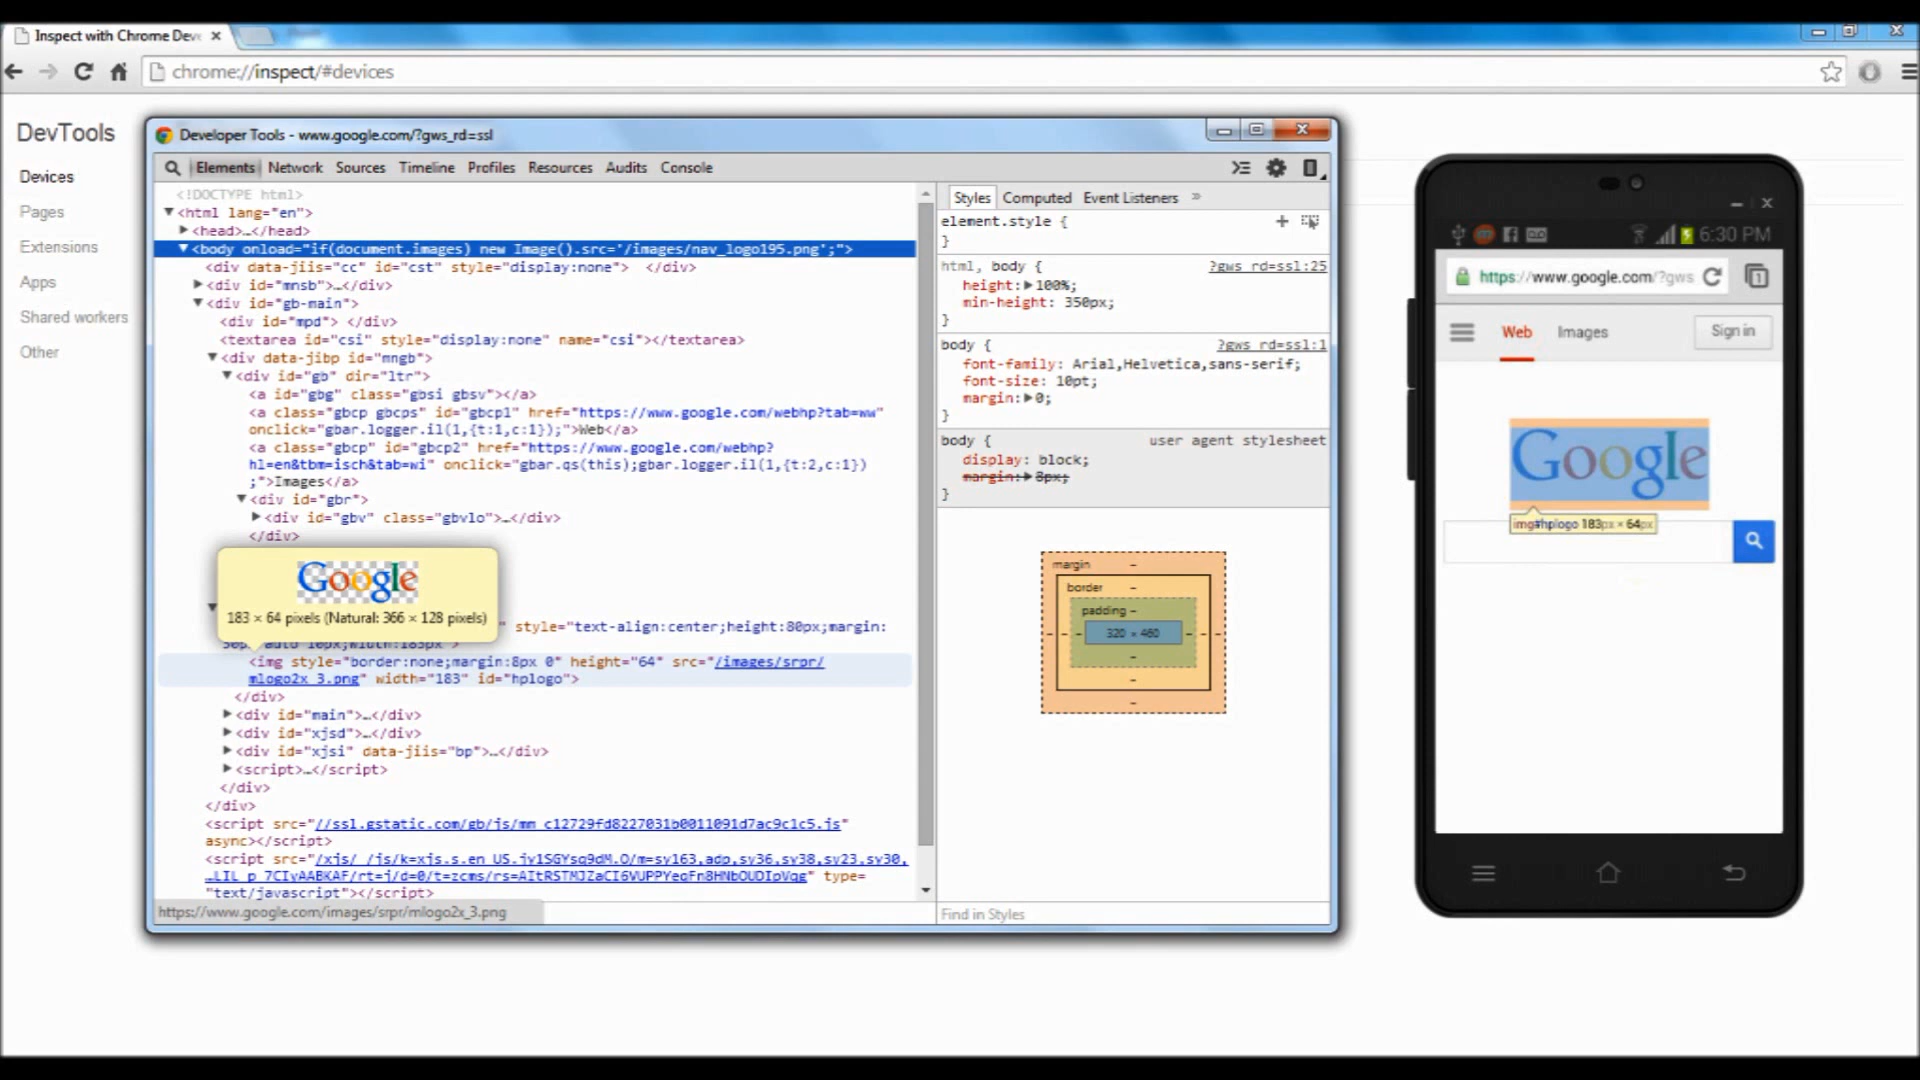 Inspect with Chrome Dev
chrome://inspect/#devices
DevTools
Devices
Pages
Extensions
Apps
Shared workers
Other
Developer Tools - www.google.com/?gws_rd=ssl
Elements Network Sources Timeline Profiles Resources Audits Console
<!DOCTYPE html>
<html lang="en">
<head>…</head>
<body onload="if(document.images) new Image().src='/images/nav_logo195.png';">
<div data-jiis="cc" id="cst" style="display:none"> </div>
<div id="mnsb">…</div>
<div id="gb-main">
<div id="mpd"> </div>
<textarea id="csi" style="display:none" name="csi"></textarea>
<div data-jibp id="mngb">
<div id="gb" dir="ltr">
<a id="gbg" class="gbsi gbsv"></a>
<a class="gbcp gbcps" id="gbcp1" href="https://www.google.com/webhp?tab=ww"
onclick="gbar.logger.il(1,{t:1,c:1});">Web</a>
<a class="gbcp" id="gbcp2" href="https://www.google.com/webhp?
hl=en&tbm=isch&tab=wi" onclick="gbar.qs(this);gbar.logger.il(1,{t:2,c:1})
;">Images</a>
<div id="gbr">
<div id="gbv" class="gbvlo">…</div>
</div>
Google
183 × 64 pixels (Natural: 366 × 128 pixels)
" style="text-align:center;height:80px;margin:
<img style="border:none;margin:8px 0" height="64" src="/images/srpr/
mlogo2x_3.png" width="183" id="hplogo">
</div>
<div id="main">…</div>
<div id="xjsd">…</div>
<div id="xjsi" data-jiis="bp">…</div>
<script>…</script>
</div>
</div>
<script src="//ssl.gstatic.com/gb/js/mm_c12729fd8227031b0011091d7ac9c1c5.js"
async></script>
<script src="/xjs/_/js/k=xjs.s.en_US.
type=
"text/javascript"></script>
https://www.google.com/images/srpr/mlogo2x_3.png
Styles Computed Event Listeners »
element.style {
}
html, body { ?gws_rd=ssl:25
height: 100%;
min-height: 350px;
}
body { ?gws_rd=ssl:1
font-family: Arial,Helvetica,sans-serif;
font-size: 10pt;
margin: 0;
}
body { user agent stylesheet
display: block;
margin: 8px;
}
margin –
border –
padding –
– – – 320 × 460 – – –
–
–
–
Find in Styles
6:30 PM
https://www.google.com/?gws
1
Web Images Sign in
Google
img#hplogo 183px × 64px